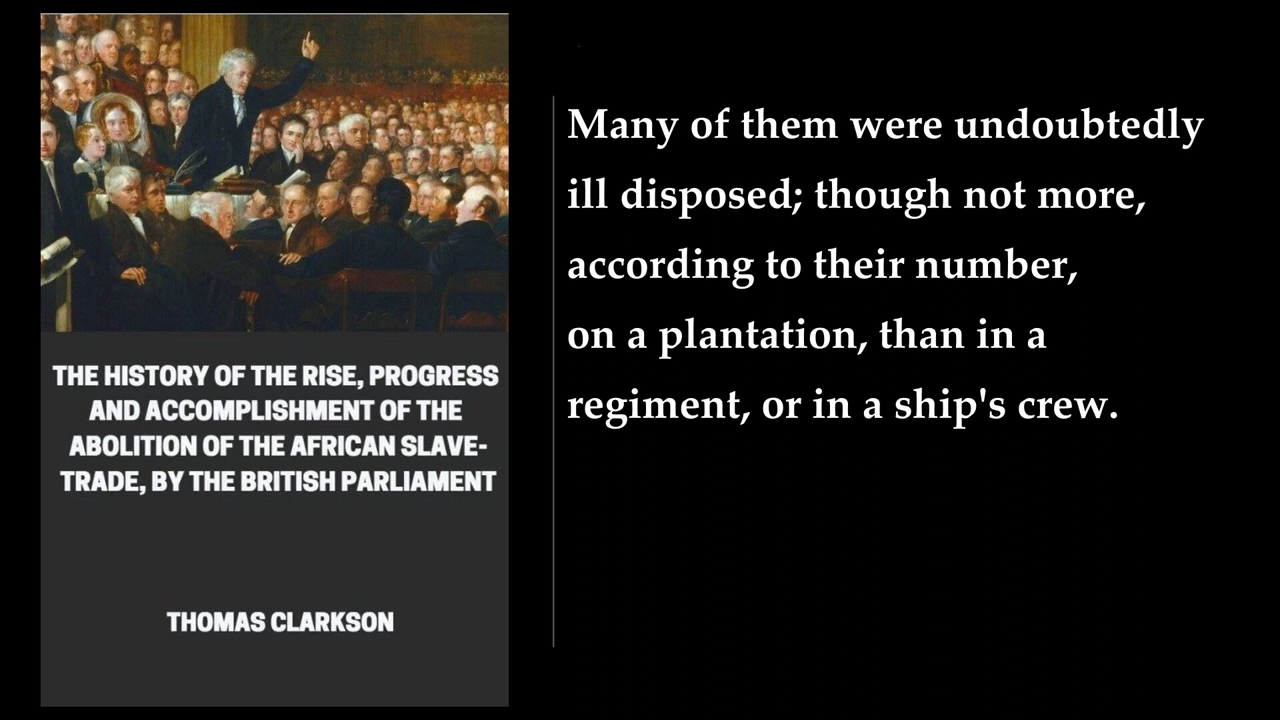 THE HISTORY OF THE RISE, PROGRESS
AND ACCOMPLISHMENT OF THE
ABOLITION OF THE AFRICAN SLAVE-
TRADE, BY THE BRITISH PARLIAMENT
THOMAS CLARKSON
Many of them were undoubtedly
ill disposed; though not more,
according to their number,
on a plantation, than in a
regiment, or in a ship's crew.